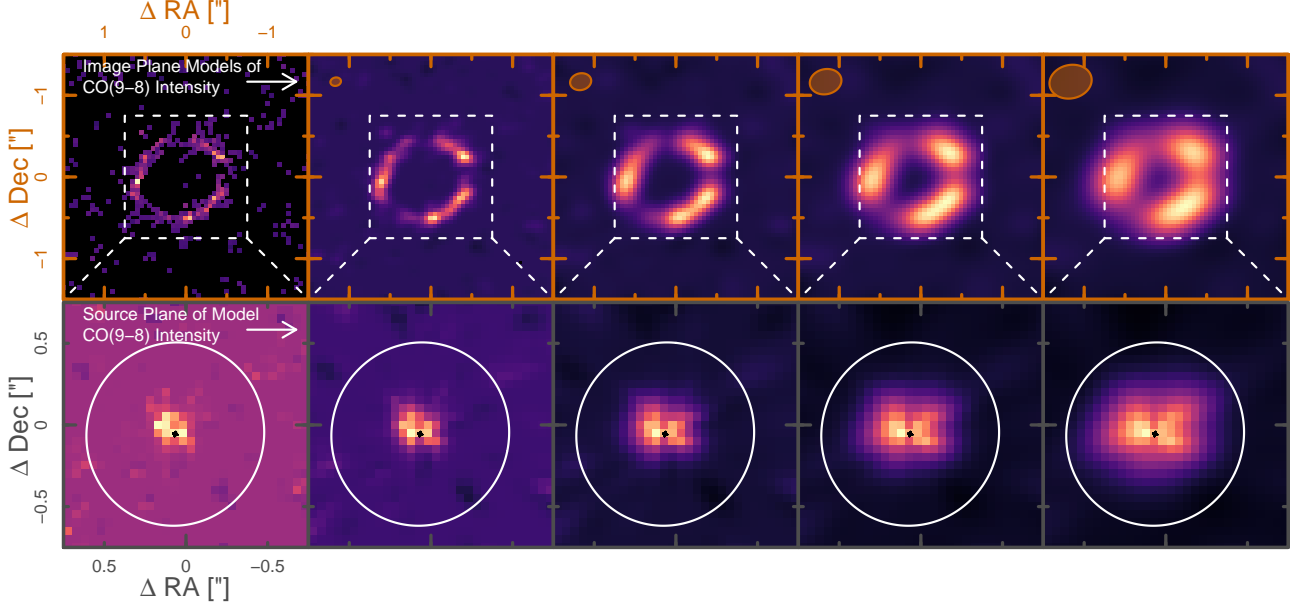 Δ RA ["]
1 0 −1
Image Plane Models of
CO(9−8) Intensity
Δ Dec ["]
−1
0
−1
Source Plane of Model
CO(9−8) Intensity
Δ Dec ["]
0.5
0
−0.5
0.5 0 −0.5
Δ RA ["]